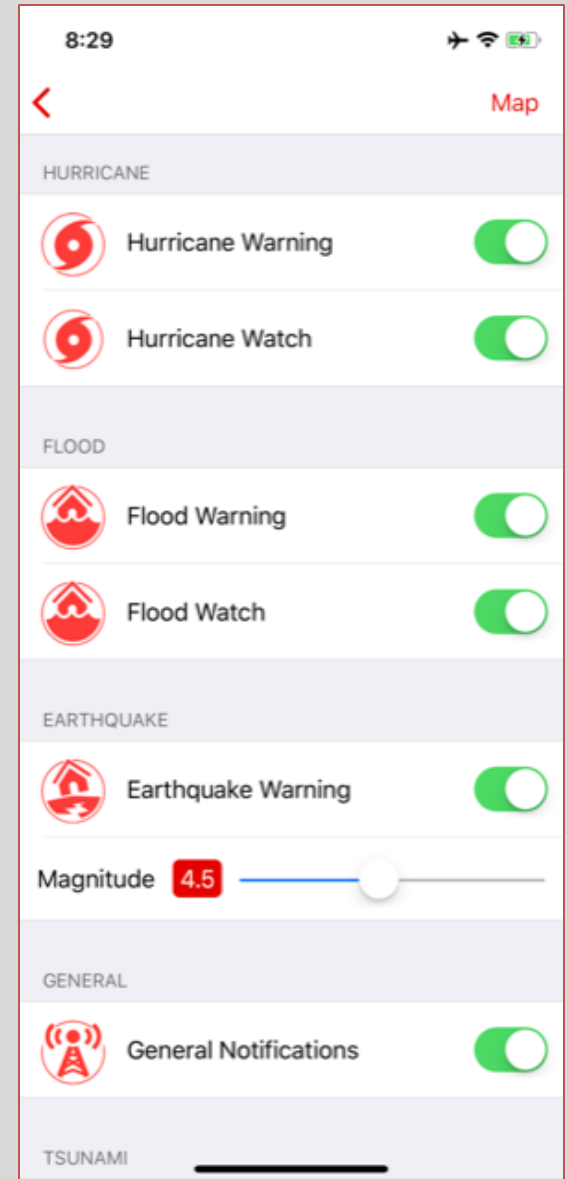 8:29
Map
HURRICANE
Hurricane Warning
Hurricane Watch
FLOOD
Flood Warning
Flood Watch
EARTHQUAKE
Earthquake Warning
Magnitude 4.5
GENERAL
General Notifications
TSUNAMI